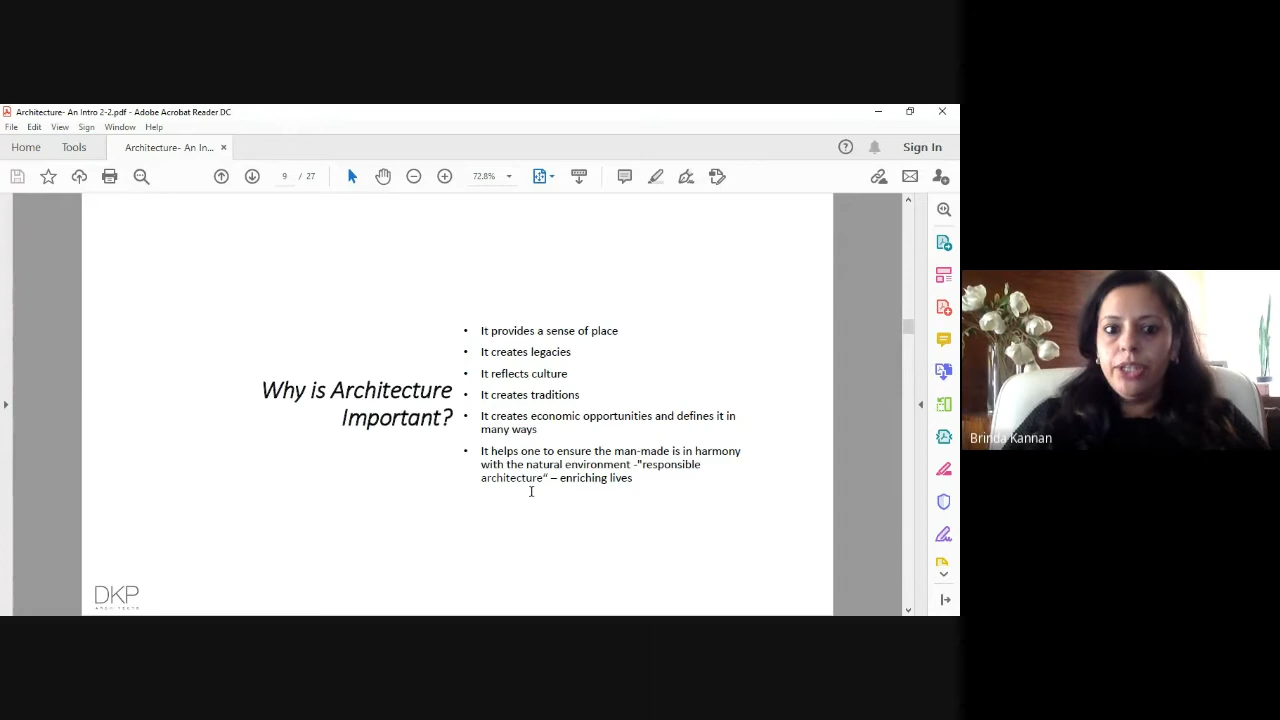 Architecture- An Intro 2-2.pdf - Adobe Acrobat Reader DC
File Edit View Sign Window Help
Home Tools Architecture- An In... × Sign In
9 / 27 72.8%
Why is Architecture
Important?
• It provides a sense of place
• It creates legacies
• It reflects culture
• It creates traditions
• It creates economic opportunities and defines it in
many ways
• It helps one to ensure the man-made is in harmony
with the natural environment -"responsible
architecture“ – enriching lives
DKP
ARCHITECTS
Brinda Kannan